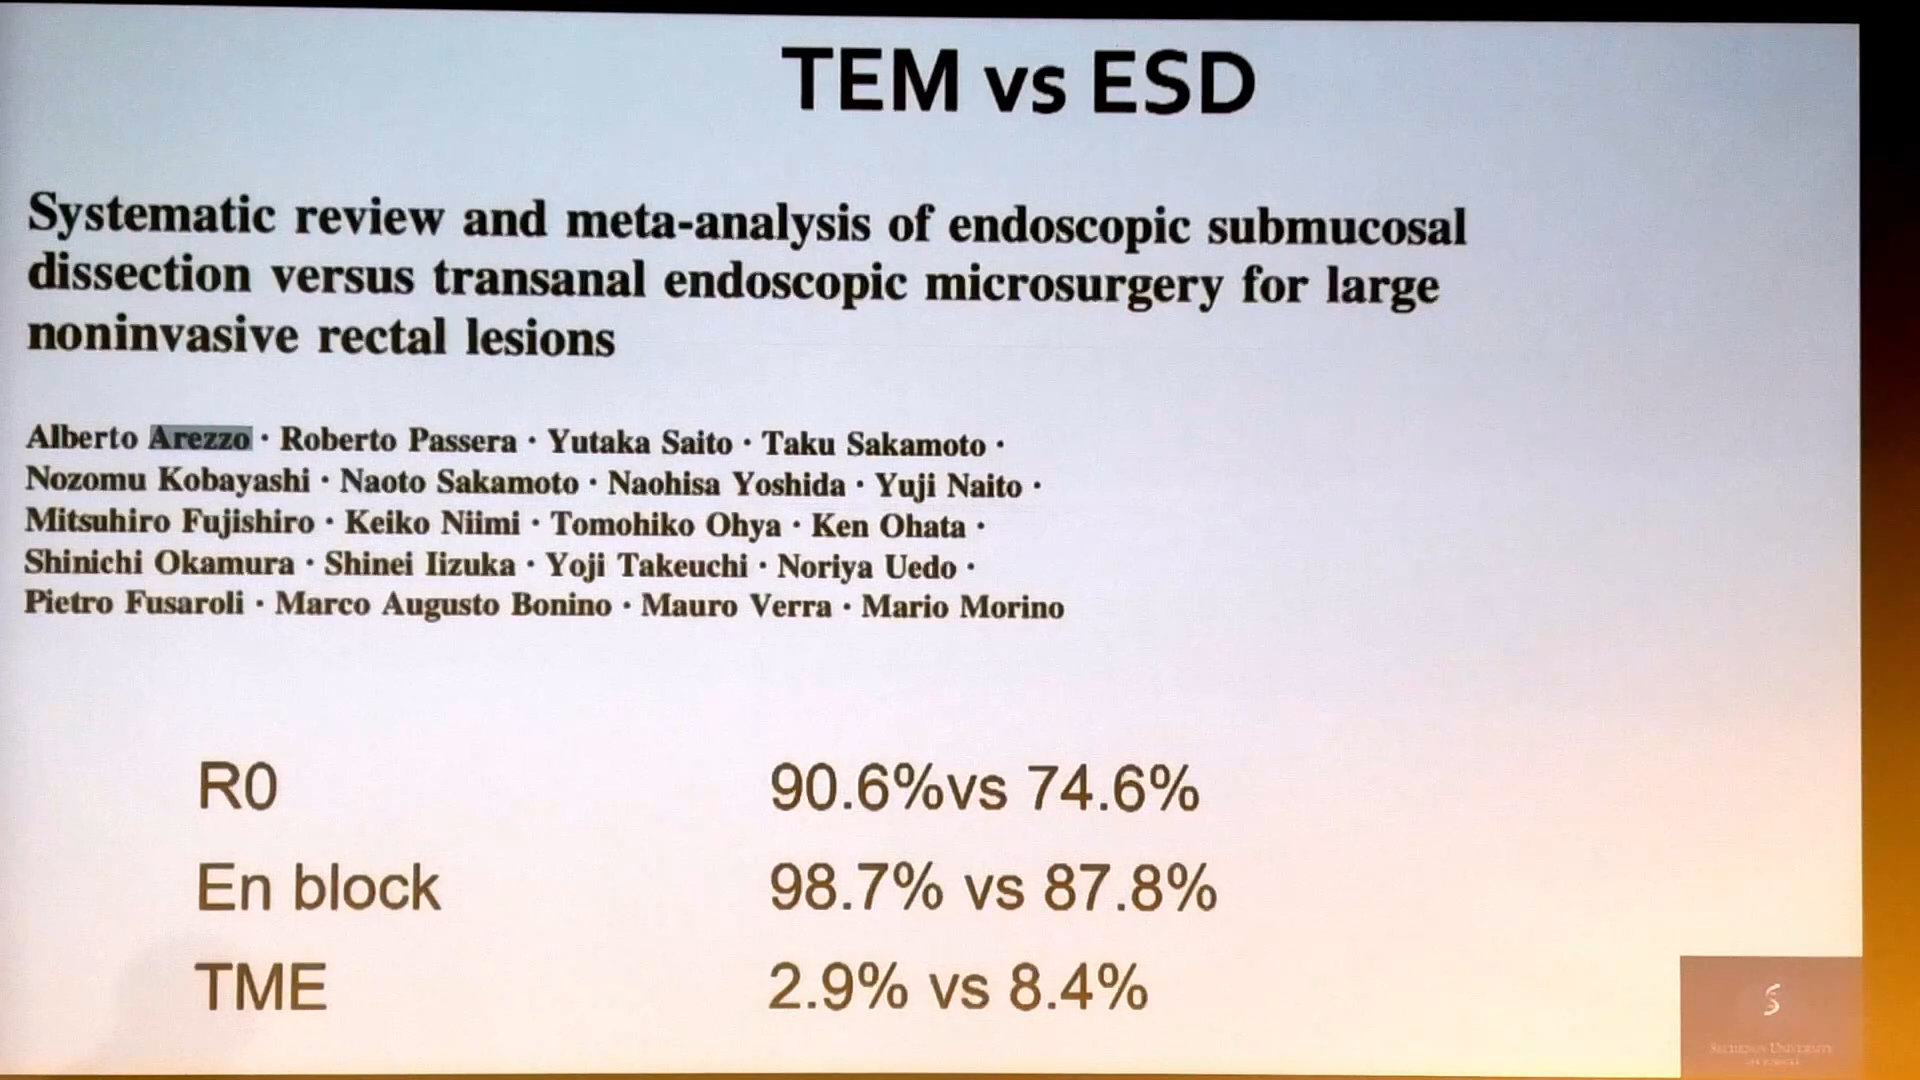 TEM vs ESD
Systematic review and meta-analysis of endoscopic submucosal
dissection versus transanal endoscopic microsurgery for large
noninvasive rectal lesions
Alberto Arezzo · Roberto Passera · Yutaka Saito · Taku Sakamoto ·
Nozomu Kobayashi · Naoto Sakamoto · Naohisa Yoshida · Yuji Naito ·
Mitsuhiro Fujishiro · Keiko Niimi · Tomohiko Ohya · Ken Ohata ·
Shinichi Okamura · Shinei Iizuka · Yoji Takeuchi · Noriya Uedo ·
Pietro Fusaroli · Marco Augusto Bonino · Mauro Verra · Mario Morino
R0 90.6%vs 74.6%
En block 98.7% vs 87.8%
TME 2.9% vs 8.4%
Sechenov University